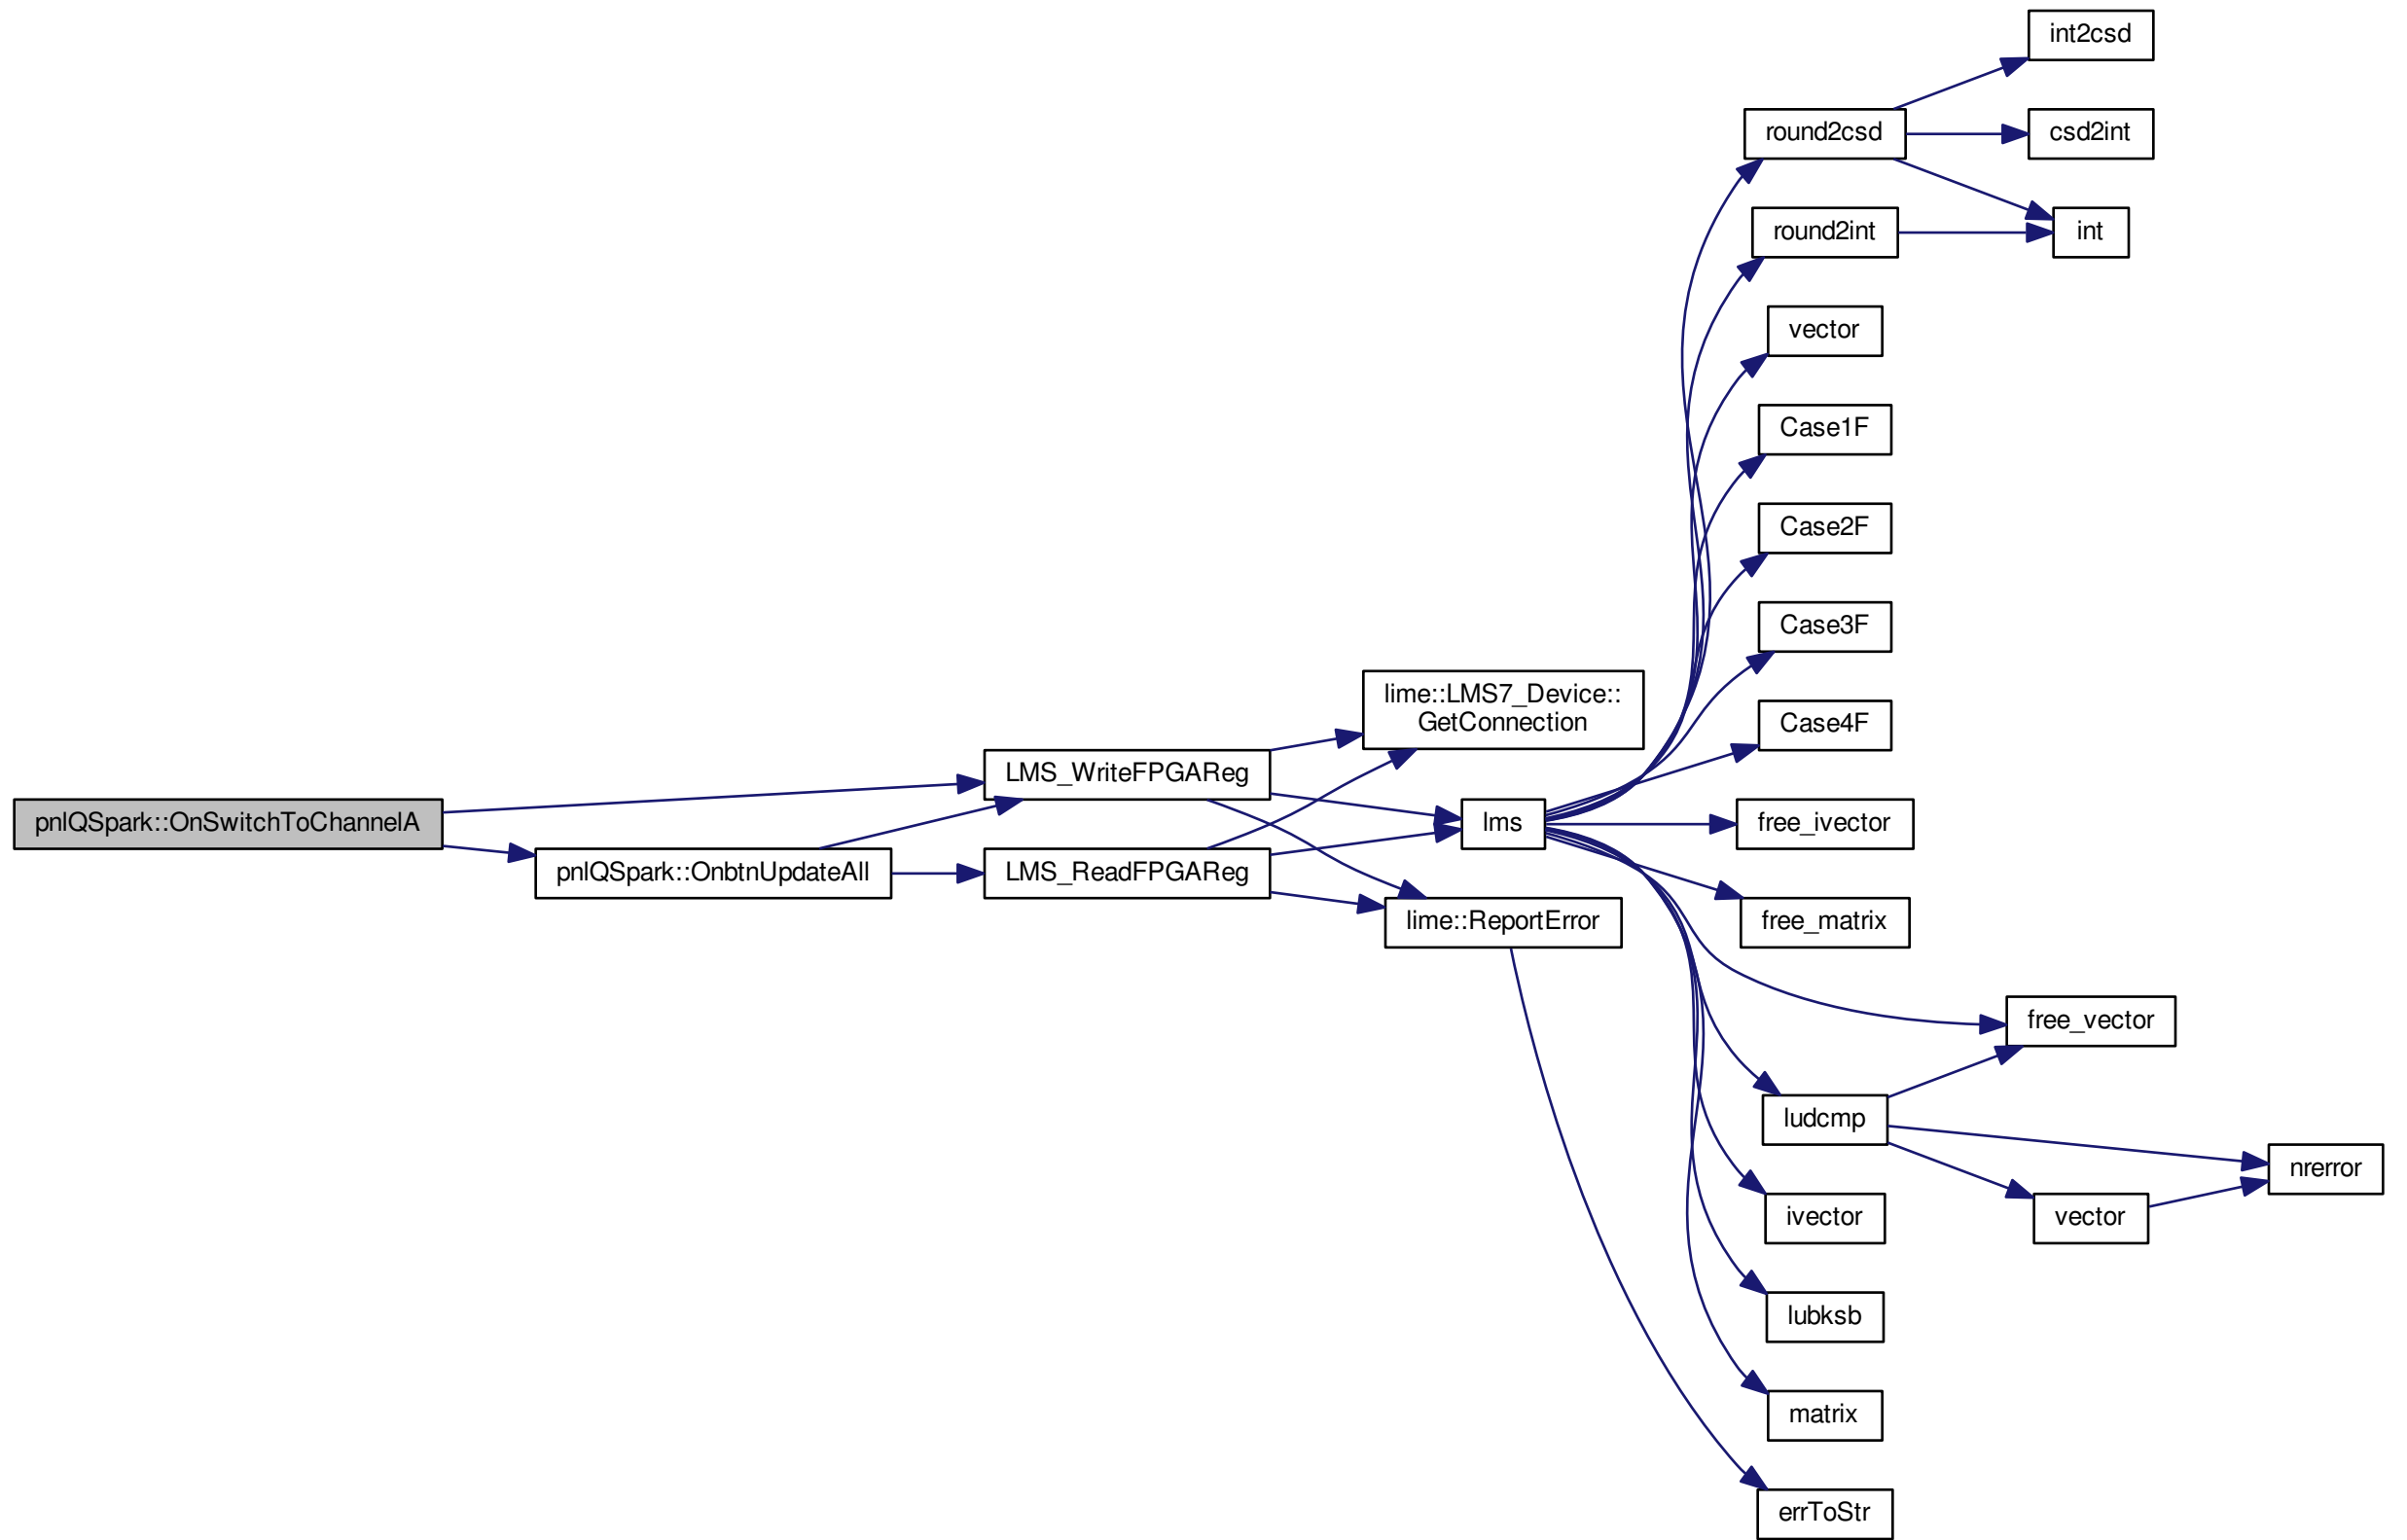 int2csd
round2csd
csd2int
round2int
int
vector
Case1F
Case2F
Case3F
lime::LMS7_Device::
GetConnection
Case4F
LMS_WriteFPGAReg
pnlQSpark::OnSwitchToChannelA
lms
free_ivector
pnlQSpark::OnbtnUpdateAll
LMS_ReadFPGAReg
lime::ReportError
free_matrix
free_vector
ludcmp
nrerror
ivector
vector
lubksb
matrix
errToStr